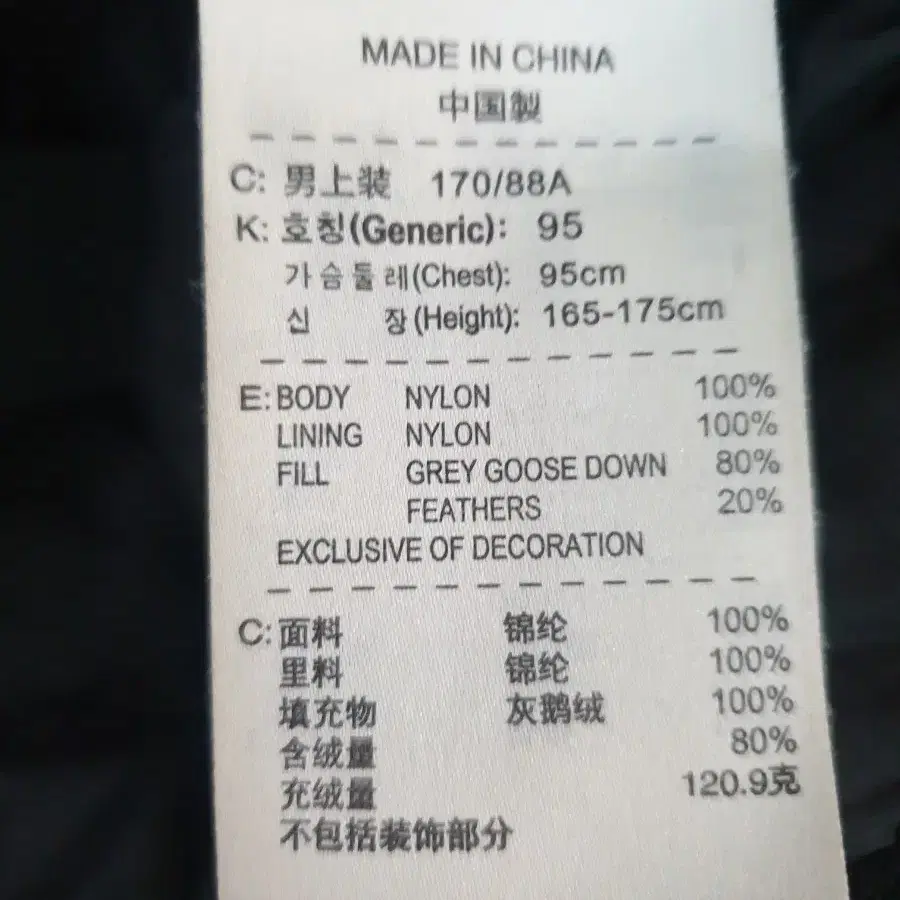 MADE IN CHINA
中国製
C: 男上装 170/88A
K: 호칭(Generic): 95
가슴둘레(Chest): 95cm
신 장(Height): 165-175cm
E: BODY NYLON 100%
LINING NYLON 100%
FILL GREY GOOSE DOWN 80%
FEATHERS 20%
EXCLUSIVE OF DECORATION
C: 面料 锦纶 100%
里料 锦纶 100%
填充物 灰鹅绒 100%
含绒量 80%
充绒量 120.9克
不包括装饰部分